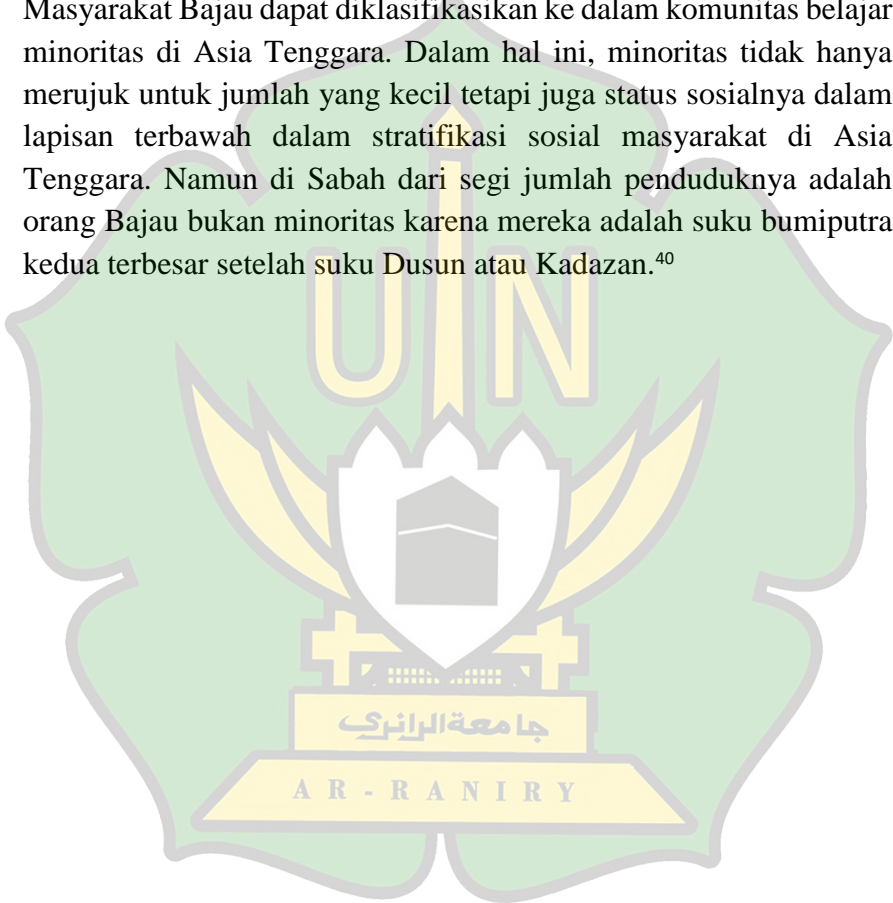 Masyarakat Bajau dapat diklasifikasikan ke dalam komunitas belajar
minoritas di Asia Tenggara. Dalam hal ini, minoritas tidak hanya
merujuk untuk jumlah yang kecil tetapi juga status sosialnya dalam
lapisan terbawah dalam stratifikasi sosial masyarakat di Asia
Tenggara. Namun di Sabah dari segi jumlah penduduknya adalah
orang Bajau bukan minoritas karena mereka adalah suku bumiputra
kedua terbesar setelah suku Dusun atau Kadazan.⁴⁰
UIN
جامعةالرانري
AR-RANIRY